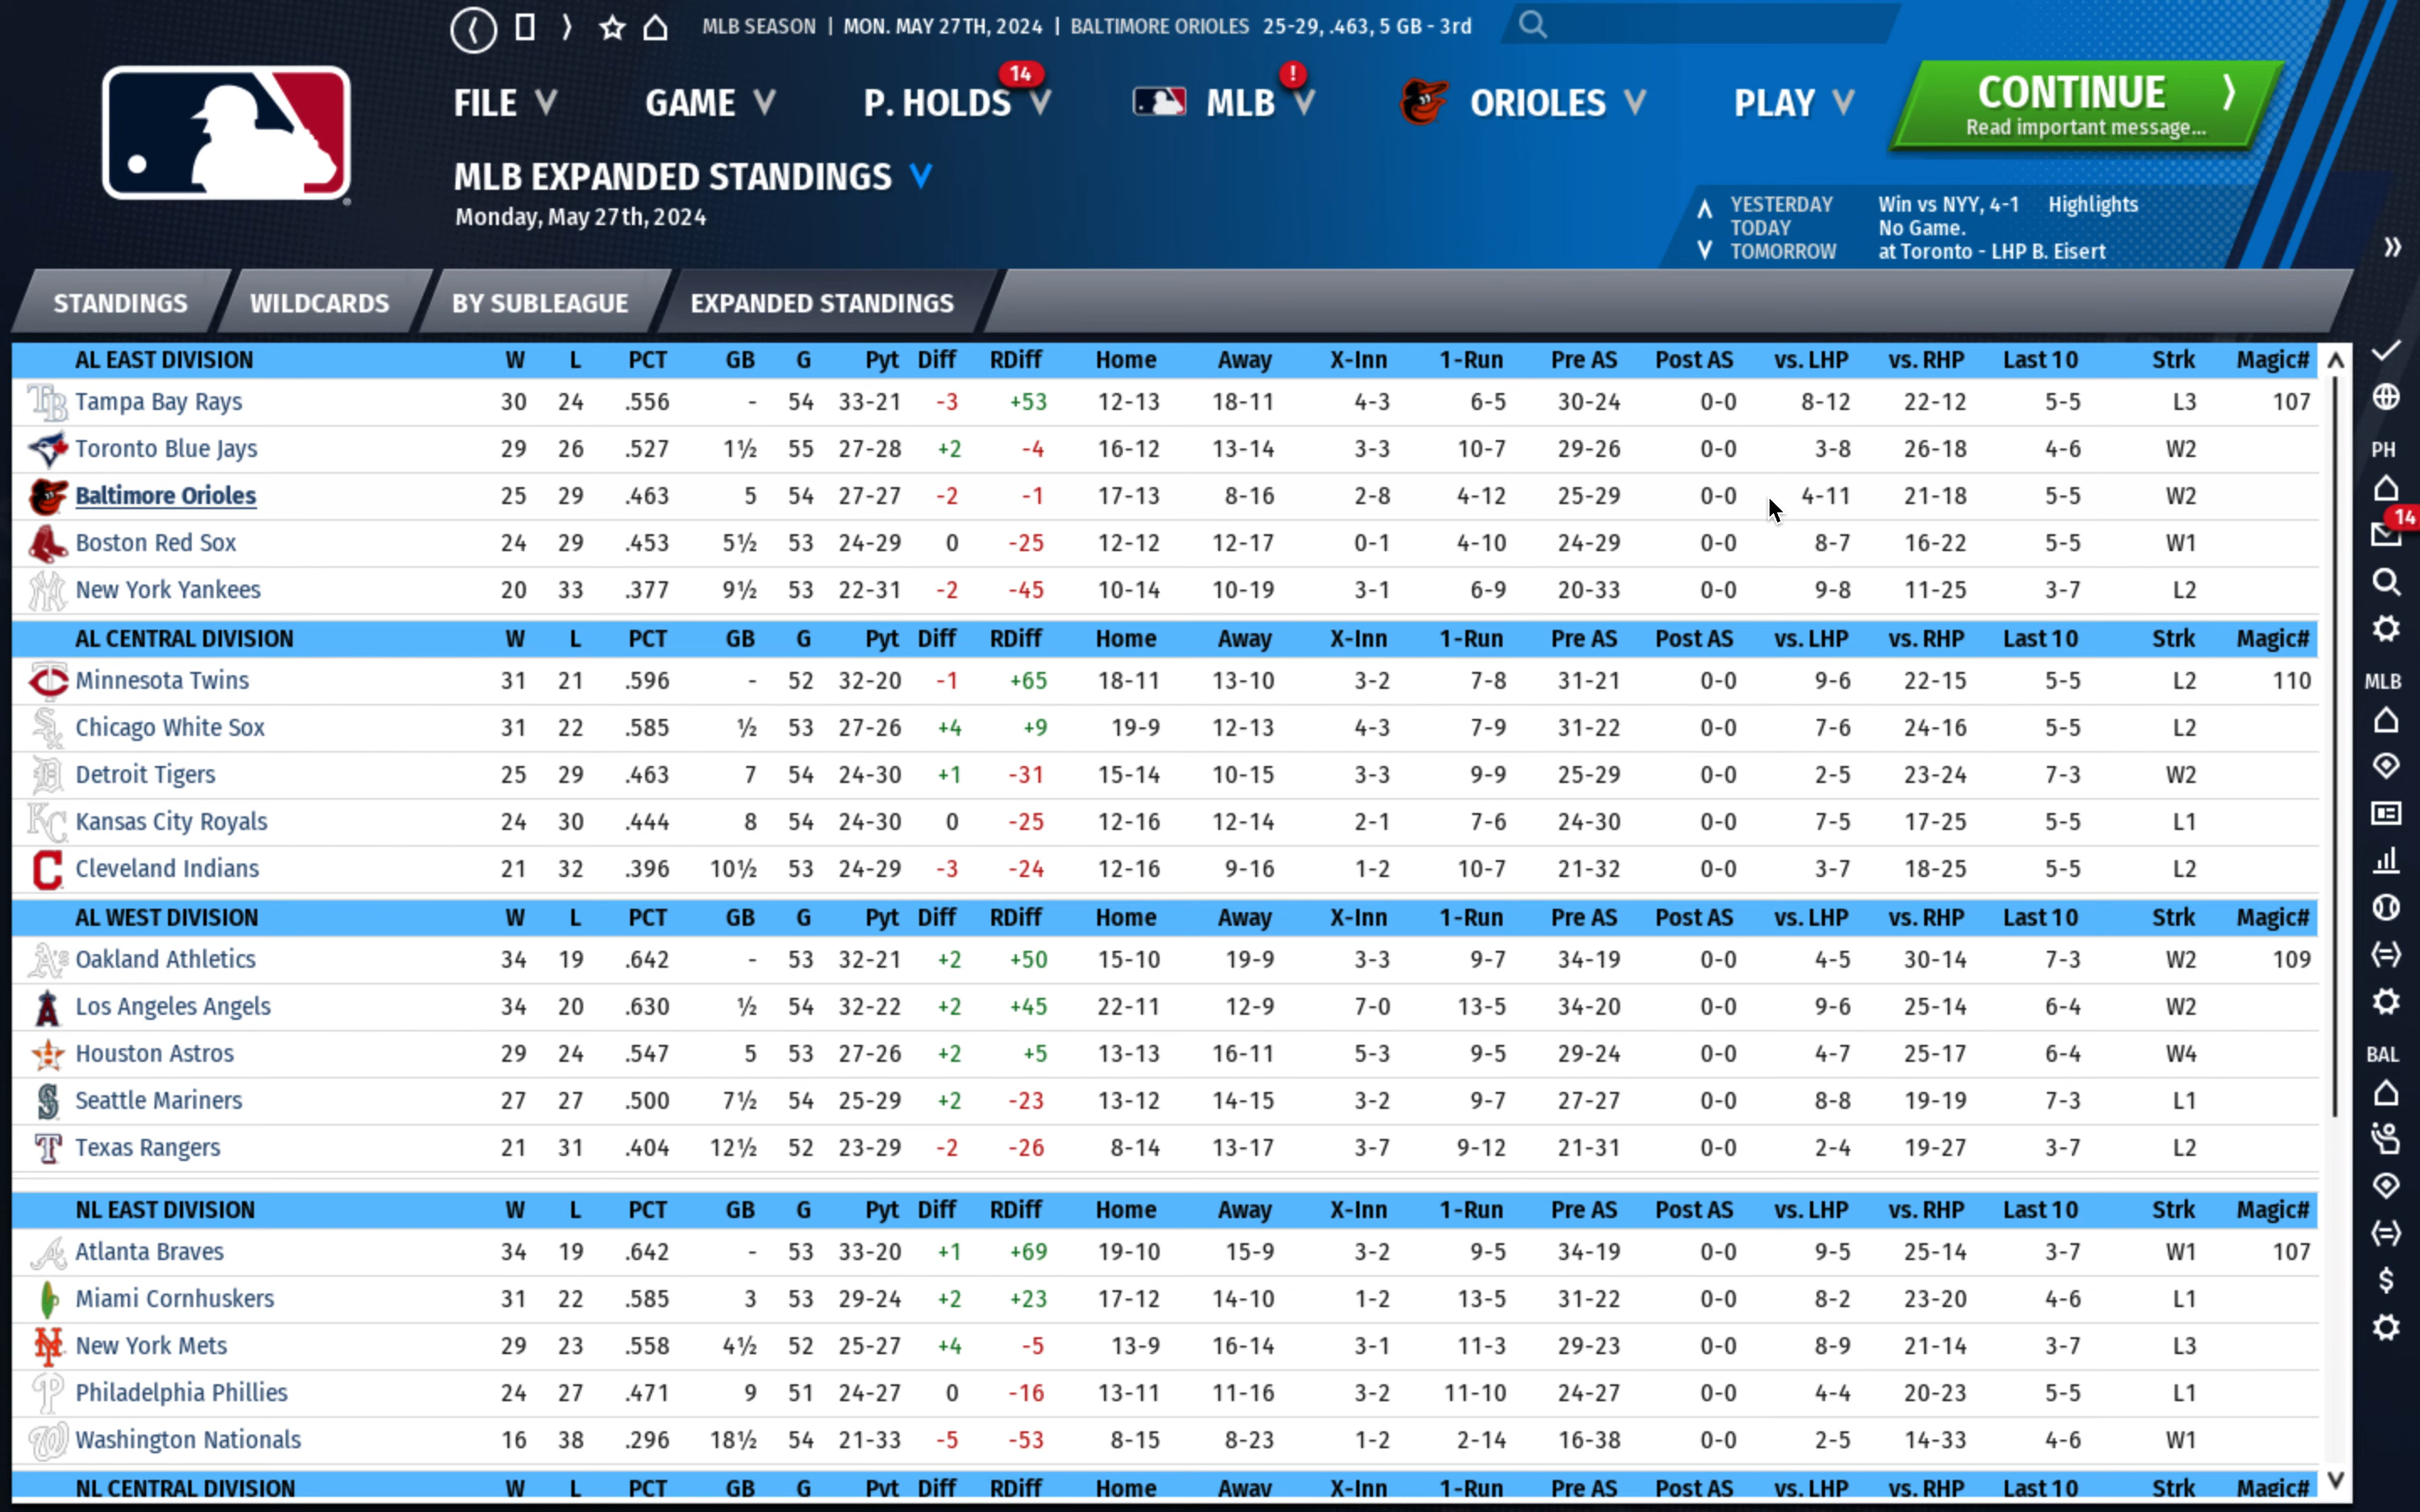 MLB SEASON | MON. MAY 27TH, 2024 | BALTIMORE ORIOLES 25-29, .463, 5 GB - 3rd
FILE GAME P. HOLDS 14 MLB ! ORIOLES PLAY CONTINUE
Read important message...
MLB EXPANDED STANDINGS
Monday, May 27th, 2024
YESTERDAY Win vs NYY, 4-1 Highlights
TODAY No Game.
TOMORROW at Toronto - LHP B. Eisert
STANDINGS WILDCARDS BY SUBLEAGUE EXPANDED STANDINGS
AL EAST DIVISION W L PCT GB G Pyt Diff RDiff Home Away X-Inn 1-Run Pre AS Post AS vs. LHP vs. RHP Last 10 Strk Magic#
Tampa Bay Rays 30 24 .556 - 54 33-21 -3 +53 12-13 18-11 4-3 6-5 30-24 0-0 8-12 22-12 5-5 L3 107
Toronto Blue Jays 29 26 .527 1½ 55 27-28 +2 -4 16-12 13-14 3-3 10-7 29-26 0-0 3-8 26-18 4-6 W2
Baltimore Orioles 25 29 .463 5 54 27-27 -2 -1 17-13 8-16 2-8 4-12 25-29 0-0 4-11 21-18 5-5 W2
Boston Red Sox 24 29 .453 5½ 53 24-29 0 -25 12-12 12-17 0-1 4-10 24-29 0-0 8-7 16-22 5-5 W1
New York Yankees 20 33 .377 9½ 53 22-31 -2 -45 10-14 10-19 3-1 6-9 20-33 0-0 9-8 11-25 3-7 L2
AL CENTRAL DIVISION W L PCT GB G Pyt Diff RDiff Home Away X-Inn 1-Run Pre AS Post AS vs. LHP vs. RHP Last 10 Strk Magic#
Minnesota Twins 31 21 .596 - 52 32-20 -1 +65 18-11 13-10 3-2 7-8 31-21 0-0 9-6 22-15 5-5 L2 110
Chicago White Sox 31 22 .585 ½ 53 27-26 +4 +9 19-9 12-13 4-3 7-9 31-22 0-0 7-6 24-16 5-5 L2
Detroit Tigers 25 29 .463 7 54 24-30 +1 -31 15-14 10-15 3-3 9-9 25-29 0-0 2-5 23-24 7-3 W2
Kansas City Royals 24 30 .444 8 54 24-30 0 -25 12-16 12-14 2-1 7-6 24-30 0-0 7-5 17-25 5-5 L1
Cleveland Indians 21 32 .396 10½ 53 24-29 -3 -24 12-16 9-16 1-2 10-7 21-32 0-0 3-7 18-25 5-5 L2
AL WEST DIVISION W L PCT GB G Pyt Diff RDiff Home Away X-Inn 1-Run Pre AS Post AS vs. LHP vs. RHP Last 10 Strk Magic#
Oakland Athletics 34 19 .642 - 53 32-21 +2 +50 15-10 19-9 3-3 9-7 34-19 0-0 4-5 30-14 7-3 W2 109
Los Angeles Angels 34 20 .630 ½ 54 32-22 +2 +45 22-11 12-9 7-0 13-5 34-20 0-0 9-6 25-14 6-4 W2
Houston Astros 29 24 .547 5 53 27-26 +2 +5 13-13 16-11 5-3 9-5 29-24 0-0 4-7 25-17 6-4 W4
Seattle Mariners 27 27 .500 7½ 54 25-29 +2 -23 13-12 14-15 3-2 9-7 27-27 0-0 8-8 19-19 7-3 L1
Texas Rangers 21 31 .404 12½ 52 23-29 -2 -26 8-14 13-17 3-7 9-12 21-31 0-0 2-4 19-27 3-7 L2
NL EAST DIVISION W L PCT GB G Pyt Diff RDiff Home Away X-Inn 1-Run Pre AS Post AS vs. LHP vs. RHP Last 10 Strk Magic#
Atlanta Braves 34 19 .642 - 53 33-20 +1 +69 19-10 15-9 3-2 9-5 34-19 0-0 9-5 25-14 3-7 W1 107
Miami Cornhuskers 31 22 .585 3 53 29-24 +2 +23 17-12 14-10 1-2 13-5 31-22 0-0 8-2 23-20 4-6 L1
New York Mets 29 23 .558 4½ 52 25-27 +4 -5 13-9 16-14 3-1 11-3 29-23 0-0 8-9 21-14 3-7 L3
Philadelphia Phillies 24 27 .471 9 51 24-27 0 -16 13-11 11-16 3-2 11-10 24-27 0-0 4-4 20-23 5-5 L1
Washington Nationals 16 38 .296 18½ 54 21-33 -5 -53 8-15 8-23 1-2 2-14 16-38 0-0 2-5 14-33 4-6 W1
NL CENTRAL DIVISION W L PCT GB G Pyt Diff RDiff Home Away X-Inn 1-Run Pre AS Post AS vs. LHP vs. RHP Last 10 Strk Magic#
PH
14
MLB
BAL